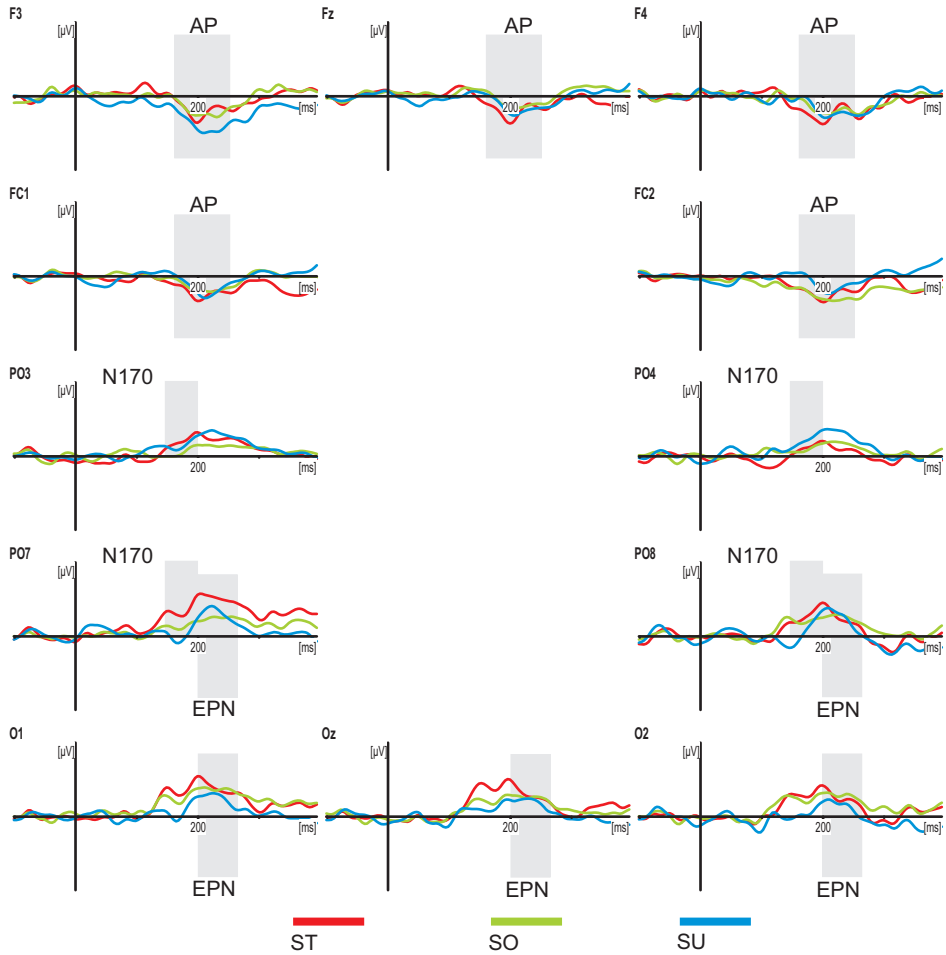 F3 Fz F4
[µV] AP [µV] AP [µV] AP
200 [ms] 200 200 [ms]
FC1 FC2
[µV] AP [µV] AP
200 [ms] 200 [ms]
PO3 N170 PO4 N170
[µV] [µV]
200 200
[ms] [ms]
PO7 N170 PO8 N170
[µV] [µV]
200 [ms] 200 [ms]
EPN EPN
O1 Oz O2
[µV] [µV] [µV]
200 [ms] 200 200 [ms]
EPN EPN EPN
ST SO SU